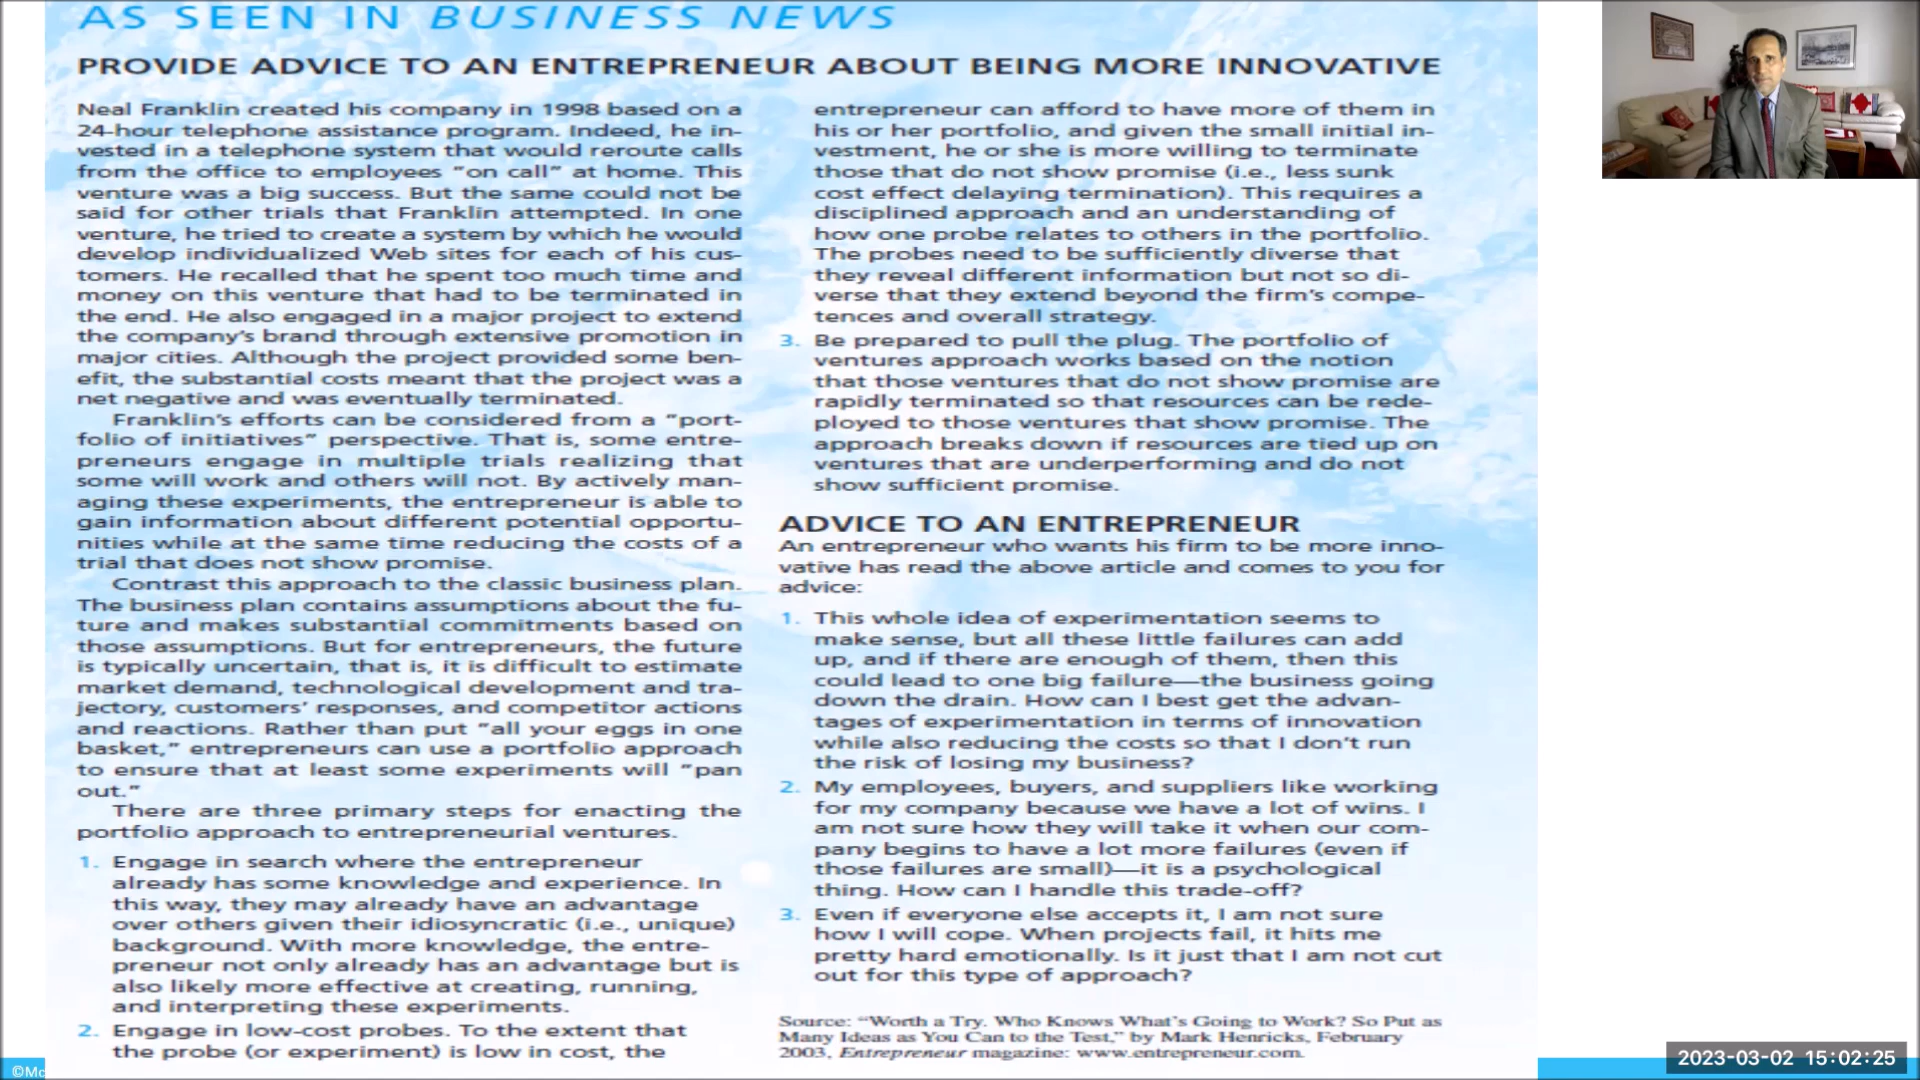 AS SEEN IN BUSINESS NEWS
PROVIDE ADVICE TO AN ENTREPRENEUR ABOUT BEING MORE INNOVATIVE
Neal Franklin created his company in 1998 based on a
24-hour telephone assistance program. Indeed, he in-
vested in a telephone system that would reroute calls
from the office to employees “on call” at home. This
venture was a big success. But the same could not be
said for other trials that Franklin attempted. In one
venture, he tried to create a system by which he would
develop individualized Web sites for each of his cus-
tomers. He recalled that he spent too much time and
money on this venture that had to be terminated in
the end. He also engaged in a major project to extend
the company’s brand through extensive promotion in
major cities. Although the project provided some ben-
efit, the substantial costs meant that the project was a
net negative and was eventually terminated.
Franklin’s efforts can be considered from a “port-
folio of initiatives” perspective. That is, some entre-
preneurs engage in multiple trials realizing that
some will work and others will not. By actively man-
aging these experiments, the entrepreneur is able to
gain information about different potential opportu-
nities while at the same time reducing the costs of a
trial that does not show promise.
Contrast this approach to the classic business plan.
The business plan contains assumptions about the fu-
ture and makes substantial commitments based on
those assumptions. But for entrepreneurs, the future
is typically uncertain, that is, it is difficult to estimate
market demand, technological development and tra-
jectory, customers’ responses, and competitor actions
and reactions. Rather than put “all your eggs in one
basket,” entrepreneurs can use a portfolio approach
to ensure that at least some experiments will “pan
out.”
There are three primary steps for enacting the
portfolio approach to entrepreneurial ventures.
1. Engage in search where the entrepreneur
already has some knowledge and experience. In
this way, they may already have an advantage
over others given their idiosyncratic (i.e., unique)
background. With more knowledge, the entre-
preneur not only already has an advantage but is
also likely more effective at creating, running,
and interpreting these experiments.
2. Engage in low-cost probes. To the extent that
the probe (or experiment) is low in cost, the
entrepreneur can afford to have more of them in
his or her portfolio, and given the small initial in-
vestment, he or she is more willing to terminate
those that do not show promise (i.e., less sunk
cost effect delaying termination). This requires a
disciplined approach and an understanding of
how one probe relates to others in the portfolio.
The probes need to be sufficiently diverse that
they reveal different information but not so di-
verse that they extend beyond the firm’s compe-
tences and overall strategy.
3. Be prepared to pull the plug. The portfolio of
ventures approach works based on the notion
that those ventures that do not show promise are
rapidly terminated so that resources can be rede-
ployed to those ventures that show promise. The
approach breaks down if resources are tied up on
ventures that are underperforming and do not
show sufficient promise.
ADVICE TO AN ENTREPRENEUR
An entrepreneur who wants his firm to be more inno-
vative has read the above article and comes to you for
advice:
1. This whole idea of experimentation seems to
make sense, but all these little failures can add
up, and if there are enough of them, then this
could lead to one big failure—the business going
down the drain. How can I best get the advan-
tages of experimentation in terms of innovation
while also reducing the costs so that I don’t run
the risk of losing my business?
2. My employees, buyers, and suppliers like working
for my company because we have a lot of wins. I
am not sure how they will take it when our com-
pany begins to have a lot more failures (even if
those failures are small)—it is a psychological
thing. How can I handle this trade-off?
3. Even if everyone else accepts it, I am not sure
how I will cope. When projects fail, it hits me
pretty hard emotionally. Is it just that I am not cut
out for this type of approach?
Source: “Worth a Try. Who Knows What’s Going to Work? So Put as
Many Ideas as You Can to the Test,” by Mark Henricks, February
2003, Entrepreneur magazine: www.entrepreneur.com.
©Mc
2023-03-02 15:02:25